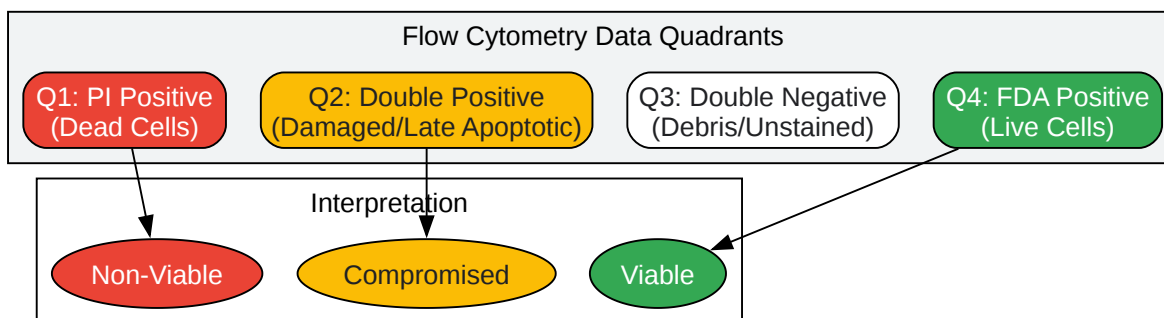 Flow Cytometry Data Quadrants
Q1: PI Positive
(Dead Cells)
Q2: Double Positive
(Damaged/Late Apoptotic)
Q3: Double Negative
(Debris/Unstained)
Q4: FDA Positive
(Live Cells)
Interpretation
Non-Viable
Compromised
Viable